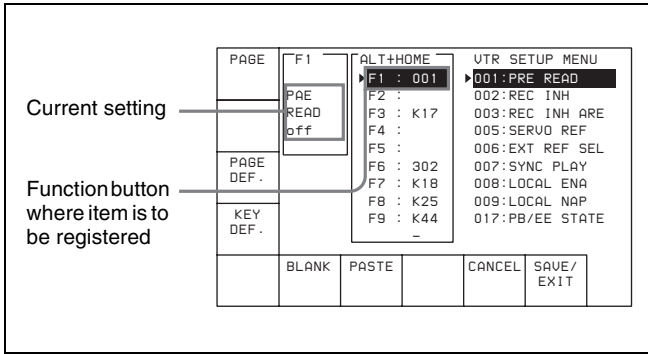 PAGE
F1
ALT+HOME
VTR SETUP MENU
F1 : 001
001:PRE READ
Current setting
PAE
READ
off
F2 :
002:REC INH
F3 : K17
003:REC INH ARE
F4 :
005:SERVO REF
F5 :
006:EXT REF SEL
PAGE
DEF.
F6 : 302
007:SYNC PLAY
Function button
where item is to
be registered
F7 : K18
008:LOCAL ENA
KEY
DEF.
F8 : K25
009:LOCAL NAP
F9 : K44
017:PB/EE STATE
–
BLANK
PASTE
CANCEL
SAVE/
EXIT